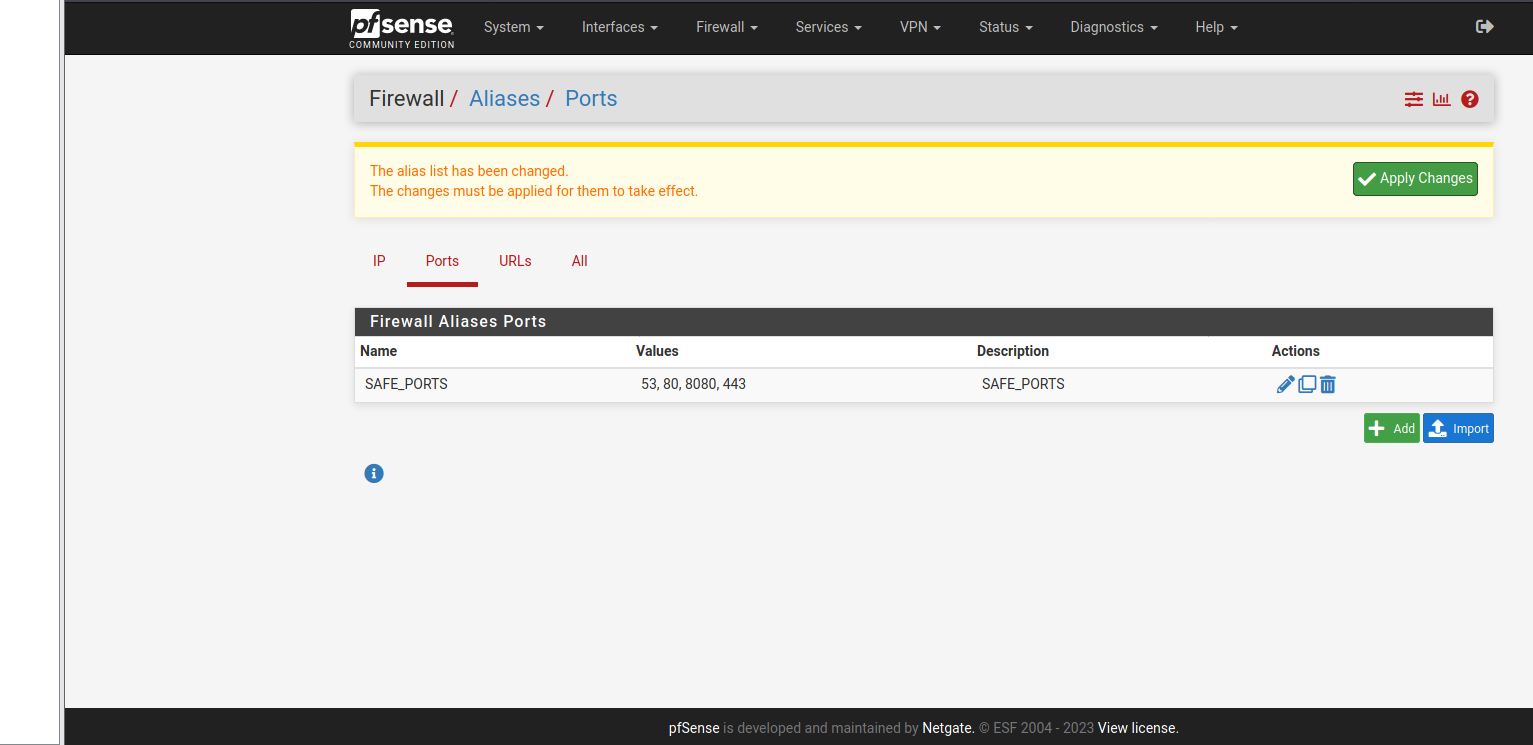 pfsense
COMMUNITY EDITION
System
Interfaces
Firewall
Services
VPN
Status
Diagnostics
Help
Firewall / Aliases / Ports
The alias list has been changed.
The changes must be applied for them to take effect.
Apply Changes
IP
Ports
URLs
All
Firewall Aliases Ports
Name Values Description Actions
SAFE_PORTS 53, 80, 8080, 443 SAFE_PORTS
Add
Import
pfSense is developed and maintained by Netgate. © ESF 2004 - 2023 View license.